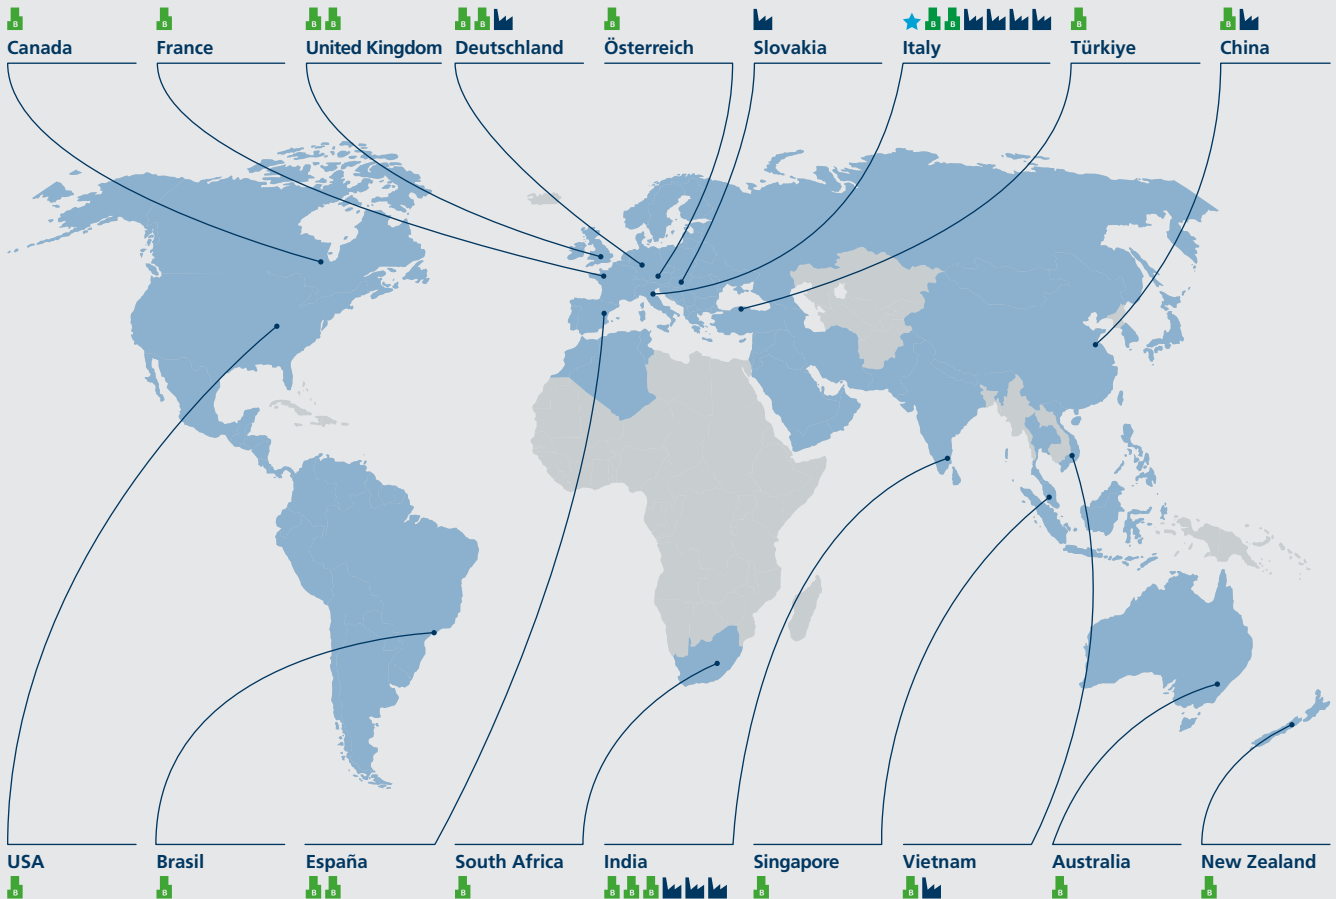 B B B B B B B B B B B
Canada France United Kingdom Deutschland Österreich Slovakia Italy Türkiye China
USA Brasil España South Africa India Singapore Vietnam Australia New Zealand
B B B B B B B B B B B B